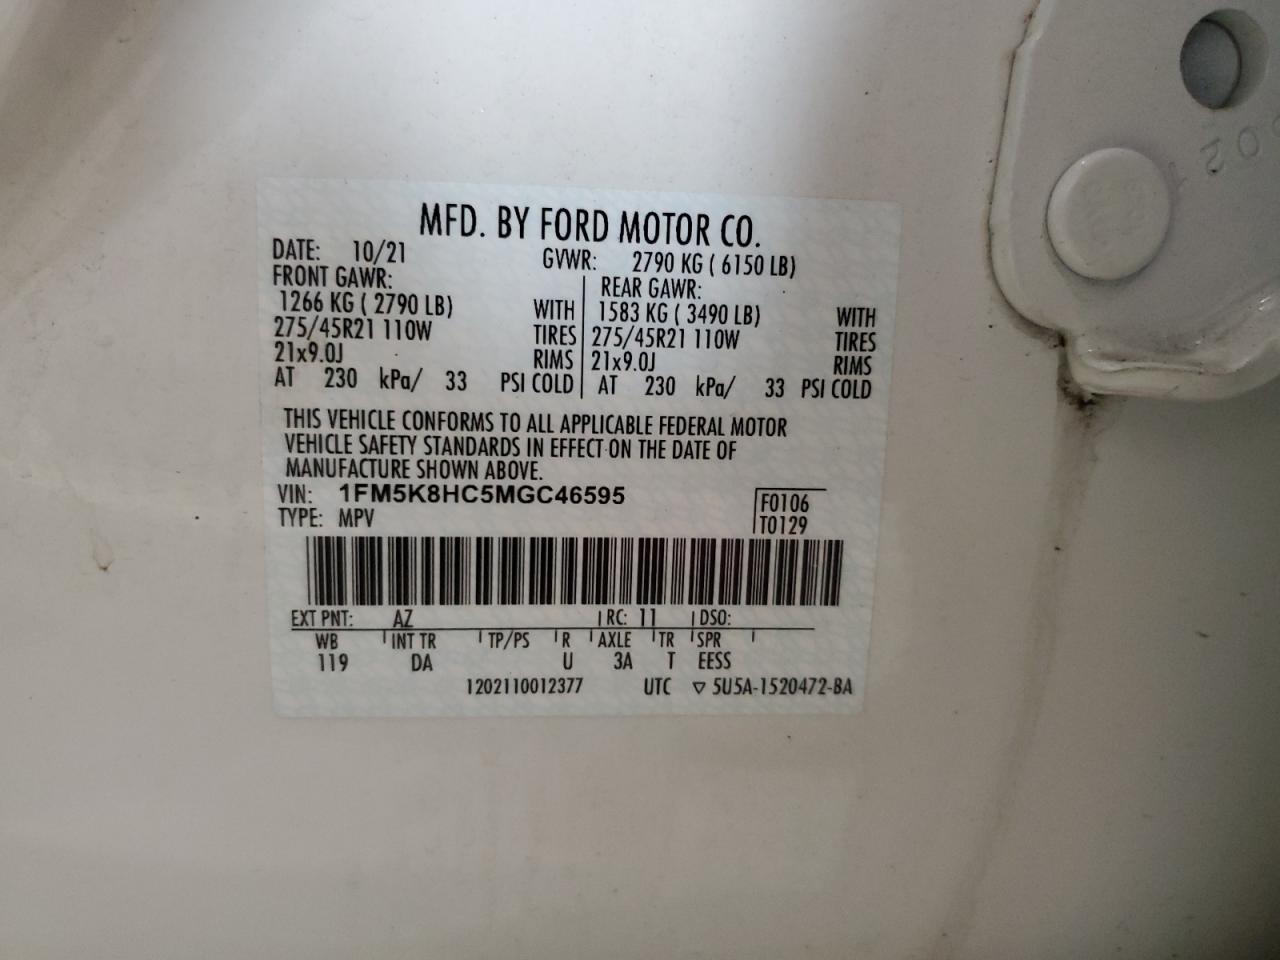 MFD. BY FORD MOTOR CO.
DATE: 10/21 GVWR: 2790 KG ( 6150 LB)
FRONT GAWR: REAR GAWR:
1266 KG ( 2790 LB) WITH 1583 KG ( 3490 LB) WITH
275/45R21 110W TIRES 275/45R21 110W TIRES
21x9.0J RIMS 21x9.0J RIMS
AT 230 kPa/ 33 PSI COLD AT 230 kPa/ 33 PSI COLD
THIS VEHICLE CONFORMS TO ALL APPLICABLE FEDERAL MOTOR
VEHICLE SAFETY STANDARDS IN EFFECT ON THE DATE OF
MANUFACTURE SHOWN ABOVE.
VIN: 1FM5K8HC5MGC46595 F0106
TYPE: MPV T0129
EXT PNT: AZ RC: 11 DSO:
WB INT TR TP/PS R AXLE TR SPR
119 DA U 3A T EESS
1202110012377 UTC ▽ 5U5A-1520472-BA